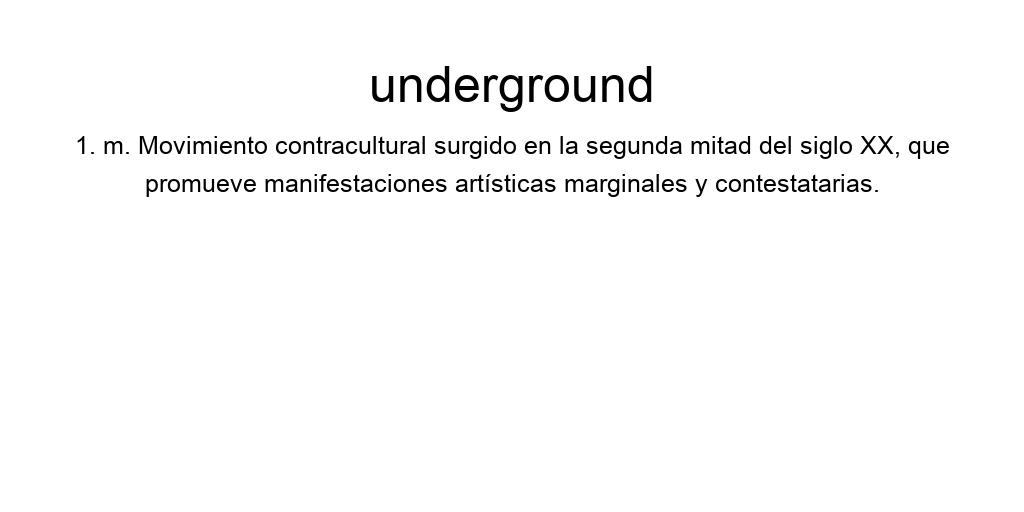 underground
1. m. Movimiento contracultural surgido en la segunda mitad del siglo XX, que
promueve manifestaciones artísticas marginales y contestatarias.